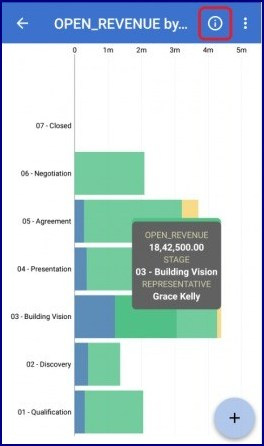 OPEN_REVENUE by...
0 1m 2m 3m 4m 5m
07 - Closed
06 - Negotiation
05 - Agreement
04 - Presentation
03 - Building Vision
02 - Discovery
01 - Qualification
OPEN_REVENUE
18,42,500.00
STAGE
03 - Building Vision
REPRESENTATIVE
Grace Kelly